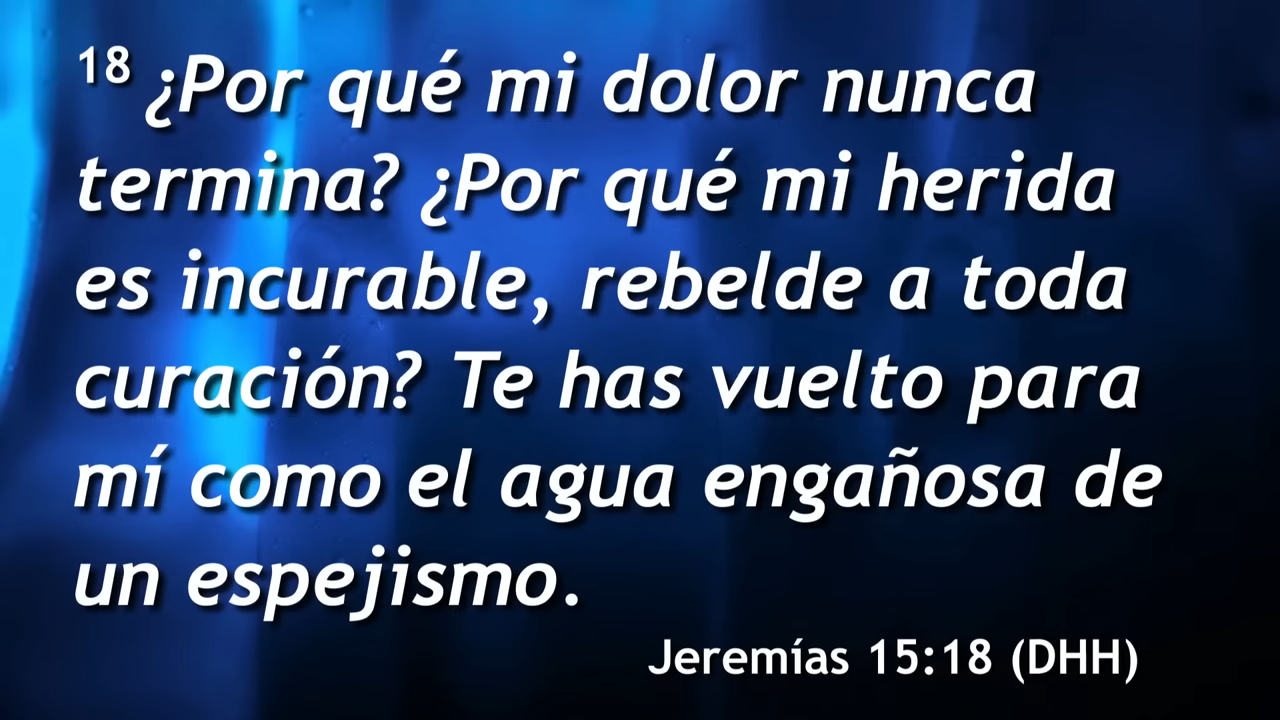 18 ¿Por qué mi dolor nunca
termina? ¿Por qué mi herida
es incurable, rebelde a toda
curación? Te has vuelto para
mí como el agua engañosa de
un espejismo.
Jeremías 15:18 (DHH)